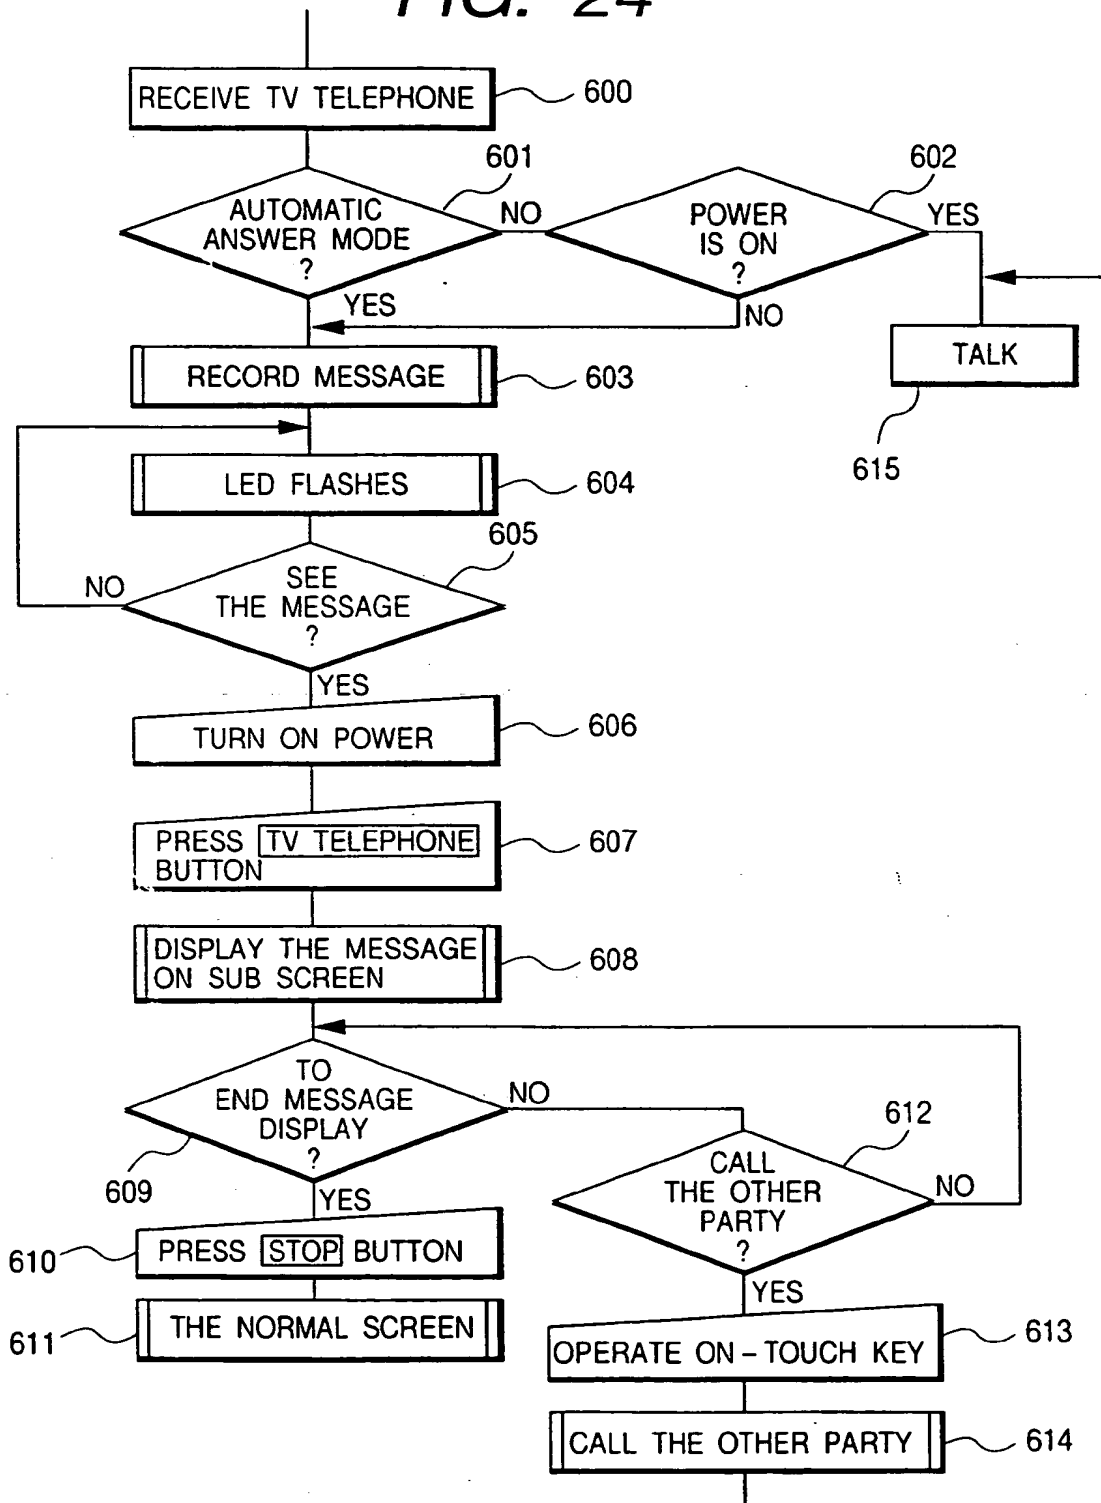 FIG. 24
RECEIVE TV TELEPHONE
600
601
602
AUTOMATIC
ANSWER MODE
?
NO
POWER
IS ON
?
YES
YES
NO
TALK
615
RECORD MESSAGE
603
LED FLASHES
604
605
SEE
THE MESSAGE
?
NO
YES
TURN ON POWER
606
PRESS TV TELEPHONE
BUTTON
607
DISPLAY THE MESSAGE
ON SUB SCREEN
608
TO
END MESSAGE
DISPLAY
?
NO
609
YES
612
CALL
THE OTHER
PARTY
?
NO
YES
610
PRESS STOP BUTTON
611
THE NORMAL SCREEN
OPERATE ON-TOUCH KEY
613
CALL THE OTHER PARTY
614